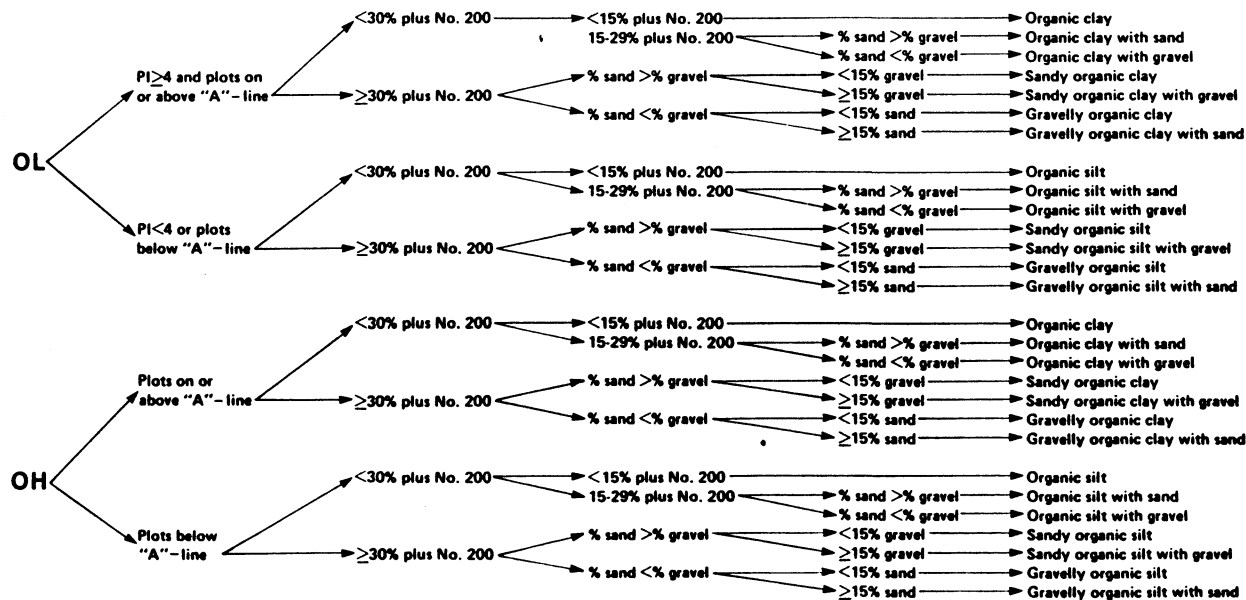 <30% plus No. 200 <15% plus No. 200 Organic clay
15-29% plus No. 200 % sand >% gravel Organic clay with sand
% sand <% gravel Organic clay with gravel
PI≥4 and plots on
or above "A"-line
≥30% plus No. 200 % sand >% gravel <15% gravel Sandy organic clay
≥15% gravel Sandy organic clay with gravel
% sand <% gravel <15% sand Gravelly organic clay
≥15% sand Gravelly organic clay with sand
OL
<30% plus No. 200 <15% plus No. 200 Organic silt
15-29% plus No. 200 % sand >% gravel Organic silt with sand
% sand <% gravel Organic silt with gravel
PI<4 or plots
below "A"-line
≥30% plus No. 200 % sand >% gravel <15% gravel Sandy organic silt
≥15% gravel Sandy organic silt with gravel
% sand <% gravel <15% sand Gravelly organic silt
≥15% sand Gravelly organic silt with sand
<30% plus No. 200 <15% plus No. 200 Organic clay
15-29% plus No. 200 % sand >% gravel Organic clay with sand
% sand <% gravel Organic clay with gravel
Plots on or
above "A"-line
≥30% plus No. 200 % sand >% gravel <15% gravel Sandy organic clay
≥15% gravel Sandy organic clay with gravel
% sand <% gravel <15% sand Gravelly organic clay
≥15% sand Gravelly organic clay with sand
OH
<30% plus No. 200 <15% plus No. 200 Organic silt
15-29% plus No. 200 % sand >% gravel Organic silt with sand
% sand <% gravel Organic silt with gravel
Plots below
"A"-line
≥30% plus No. 200 % sand >% gravel <15% gravel Sandy organic silt
≥15% gravel Sandy organic silt with gravel
% sand <% gravel <15% sand Gravelly organic silt
≥15% sand Gravelly organic silt with sand